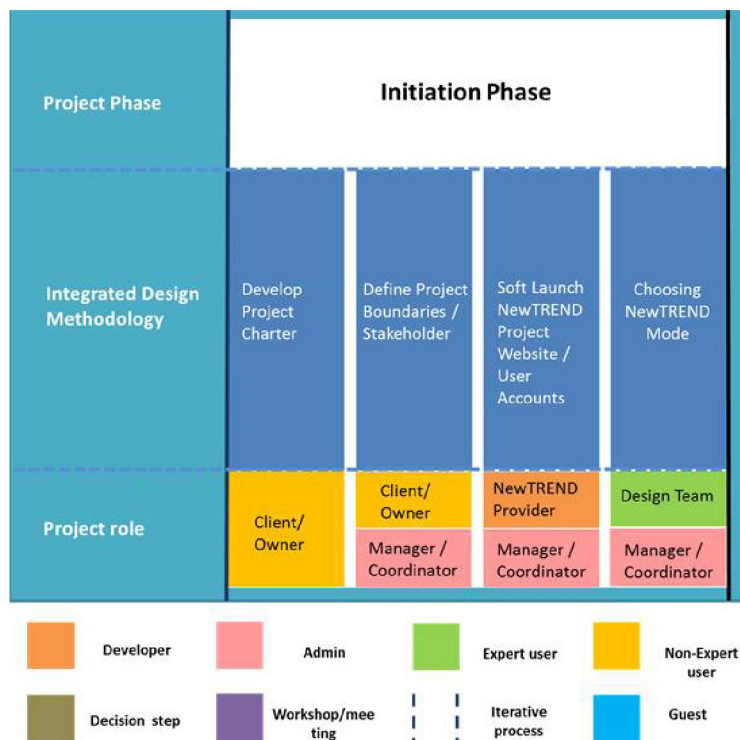 Project Phase
Initiation Phase
Integrated Design
Methodology
Develop
Project
Charter
Define Project
Boundaries /
Stakeholder
Soft Launch
NewTREND
Project
Website /
User
Accounts
Choosing
NewTREND
Mode
Project role
Client/
Owner
Client/
Owner
Manager /
Coordinator
NewTREND
Provider
Manager /
Coordinator
Design Team
Manager /
Coordinator
Developer
Admin
Expert user
Non-Expert
user
Decision step
Workshop/mee
ting
Iterative
process
Guest